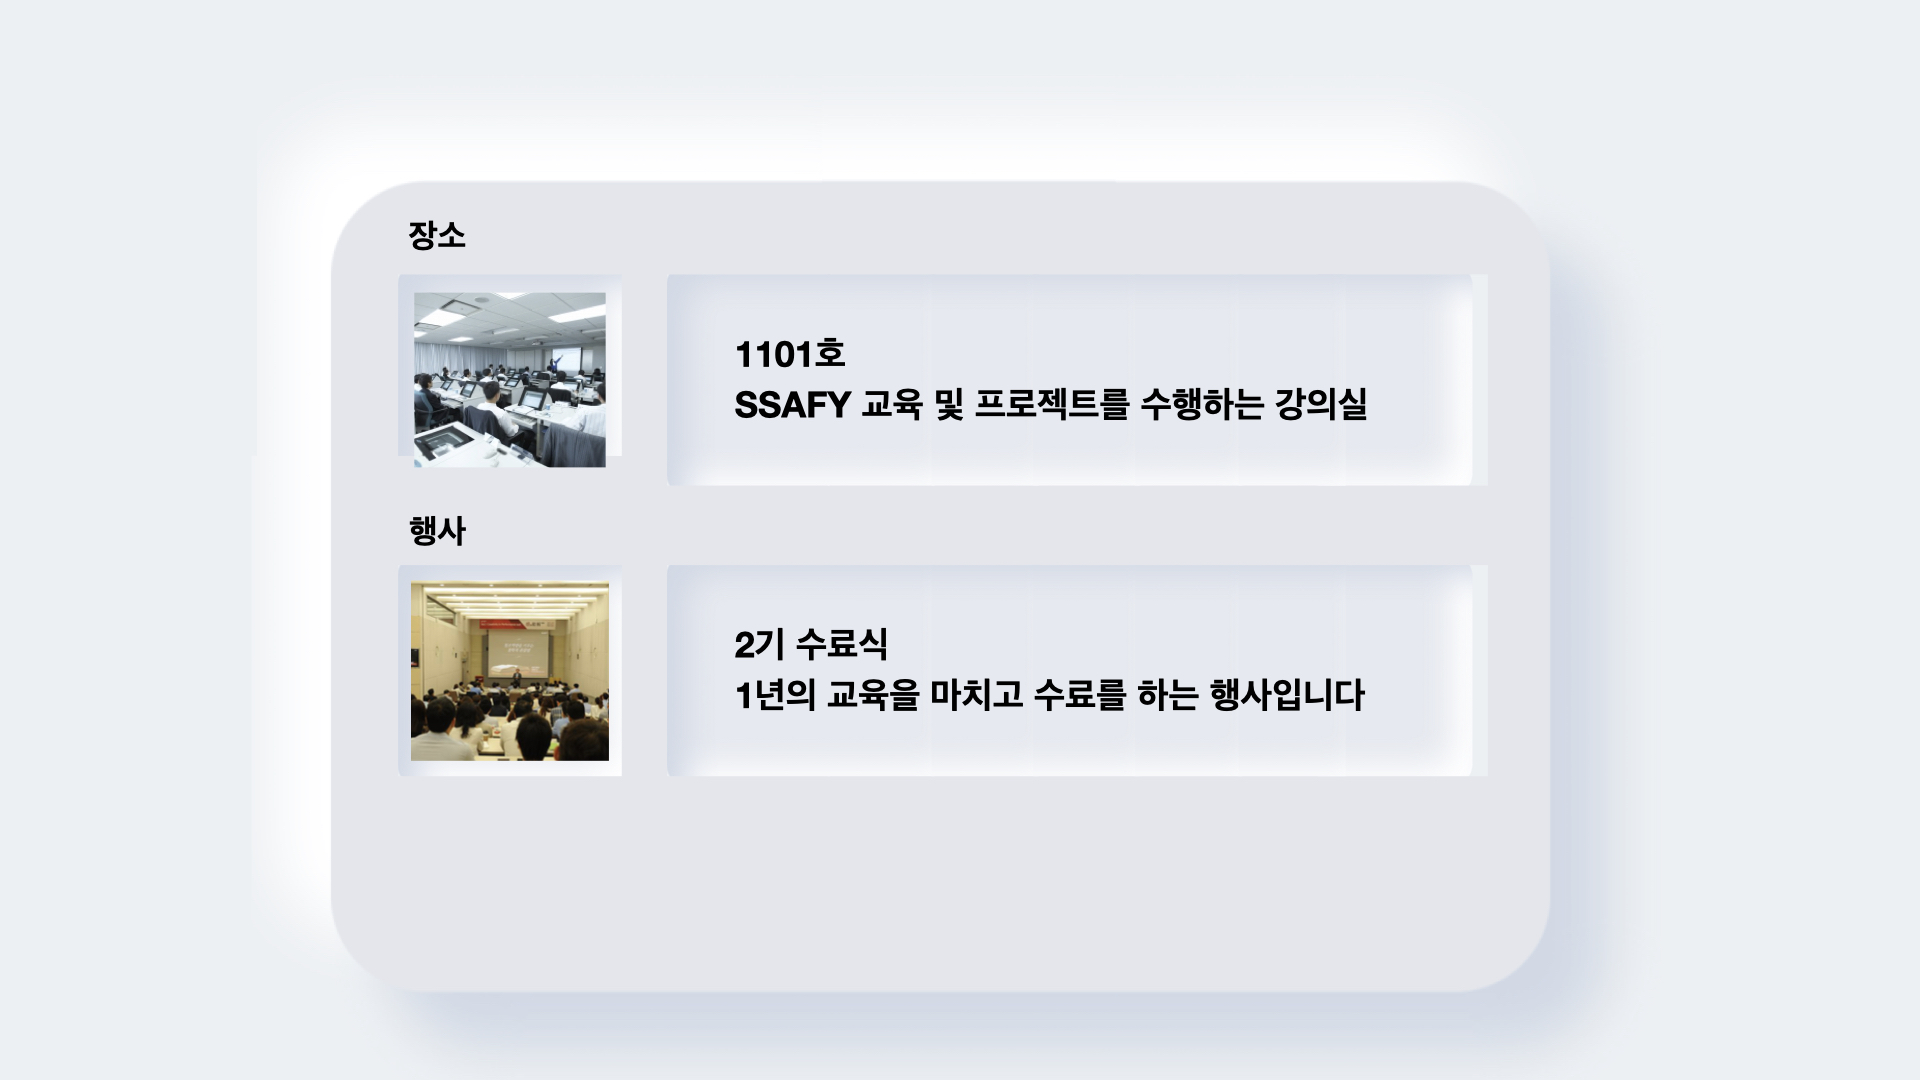 장소
1101호
SSAFY 교육 및 프로젝트를 수행하는 강의실
행사
2기 수료식
1년의 교육을 마치고 수료를 하는 행사입니다